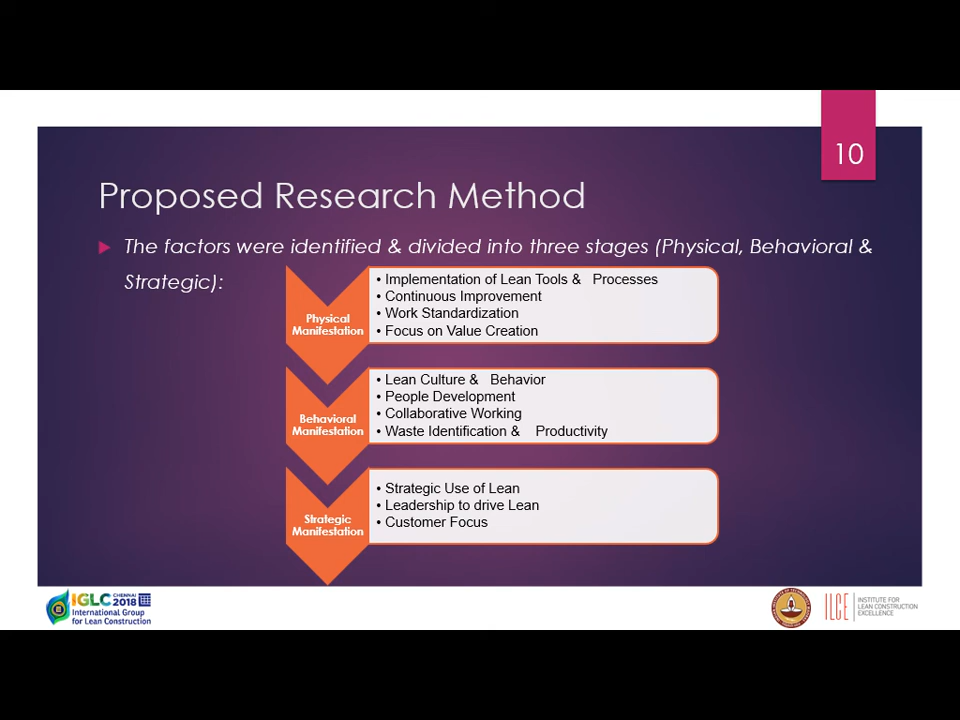 10
Proposed Research Method
The factors were identified & divided into three stages (Physical, Behavioral &
Strategic):
Physical
Manifestation
• Implementation of Lean Tools & Processes
• Continuous Improvement
• Work Standardization
• Focus on Value Creation
Behavioral
Manifestation
• Lean Culture & Behavior
• People Development
• Collaborative Working
• Waste Identification & Productivity
Strategic
Manifestation
• Strategic Use of Lean
• Leadership to drive Lean
• Customer Focus
IGLC CHENNAI 2018
International Group
for Lean Construction
ILCE
INSTITUTE FOR
LEAN CONSTRUCTION
EXCELLENCE